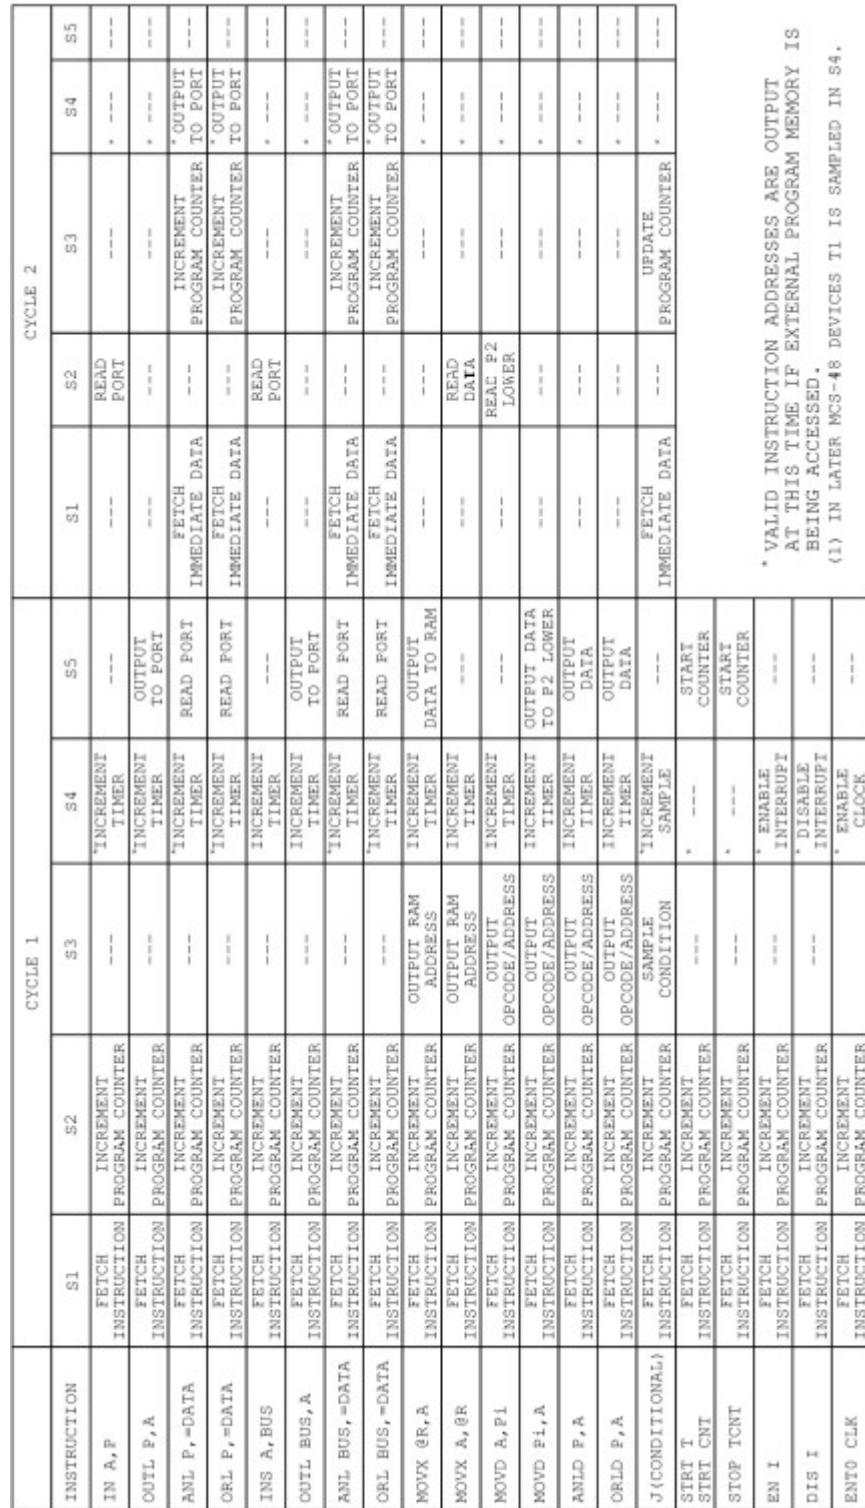 CYCLE 1 CYCLE 2
INSTRUCTION S1 S2 S3 S4 S5 S1 S2 S3 S4 S5
IN A,P FETCH INSTRUCTION INCREMENT PROGRAM COUNTER --- *INCREMENT TIMER --- --- READ PORT --- * --- ---
OUTL P,A FETCH INSTRUCTION INCREMENT PROGRAM COUNTER --- *INCREMENT TIMER OUTPUT TO PORT --- --- --- * --- ---
ANL P,=DATA FETCH INSTRUCTION INCREMENT PROGRAM COUNTER --- *INCREMENT TIMER READ PORT FETCH IMMEDIATE DATA --- INCREMENT PROGRAM COUNTER *OUTPUT TO PORT ---
ORL P,=DATA FETCH INSTRUCTION INCREMENT PROGRAM COUNTER --- *INCREMENT TIMER READ PORT FETCH IMMEDIATE DATA --- INCREMENT PROGRAM COUNTER *OUTPUT TO PORT ---
INS A,BUS FETCH INSTRUCTION INCREMENT PROGRAM COUNTER --- INCREMENT TIMER --- --- READ PORT --- * --- ---
OUTL BUS,A FETCH INSTRUCTION INCREMENT PROGRAM COUNTER --- INCREMENT TIMER OUTPUT TO PORT --- --- --- * --- ---
ANL BUS,=DATA FETCH INSTRUCTION INCREMENT PROGRAM COUNTER --- *INCREMENT TIMER READ PORT FETCH IMMEDIATE DATA --- INCREMENT PROGRAM COUNTER *OUTPUT TO PORT ---
ORL BUS,=DATA FETCH INSTRUCTION INCREMENT PROGRAM COUNTER --- *INCREMENT TIMER READ PORT FETCH IMMEDIATE DATA --- INCREMENT PROGRAM COUNTER *OUTPUT TO PORT ---
MOVX @R,A FETCH INSTRUCTION INCREMENT PROGRAM COUNTER OUTPUT RAM ADDRESS INCREMENT TIMER OUTPUT DATA TO RAM --- --- --- * --- ---
MOVX A,@R FETCH INSTRUCTION INCREMENT PROGRAM COUNTER OUTPUT RAM ADDRESS INCREMENT TIMER --- --- READ DATA --- * --- ---
MOVD A,Pi FETCH INSTRUCTION INCREMENT PROGRAM COUNTER OUTPUT OPCODE/ADDRESS INCREMENT TIMER --- --- READ P2 LOWER --- * --- ---
MOVD Pi,A FETCH INSTRUCTION INCREMENT PROGRAM COUNTER OUTPUT OPCODE/ADDRESS INCREMENT TIMER OUTPUT DATA TO P2 LOWER --- --- --- * --- ---
ANLD P,A FETCH INSTRUCTION INCREMENT PROGRAM COUNTER OUTPUT OPCODE/ADDRESS INCREMENT TIMER OUTPUT DATA --- --- --- * --- ---
ORLD P,A FETCH INSTRUCTION INCREMENT PROGRAM COUNTER OUTPUT OPCODE/ADDRESS INCREMENT TIMER OUTPUT DATA --- --- --- * --- ---
J(CONDITIONAL) FETCH INSTRUCTION INCREMENT PROGRAM COUNTER SAMPLE CONDITION *INCREMENT SAMPLE --- FETCH IMMEDIATE DATA --- UPDATE PROGRAM COUNTER * --- ---
STRT T STRT CNT FETCH INSTRUCTION INCREMENT PROGRAM COUNTER --- * --- START COUNTER
STOP TCNT FETCH INSTRUCTION INCREMENT PROGRAM COUNTER --- * --- START COUNTER
EN I FETCH INSTRUCTION INCREMENT PROGRAM COUNTER --- * ENABLE INTERRUPT ---
DIS I FETCH INSTRUCTION INCREMENT PROGRAM COUNTER --- * DISABLE INTERRUPT ---
ENT0 CLK FETCH INSTRUCTION INCREMENT PROGRAM COUNTER * ENABLE CLOCK ---
* VALID INSTRUCTION ADDRESSES ARE OUTPUT
AT THIS TIME IF EXTERNAL PROGRAM MEMORY IS
BEING ACCESSED.
(1) IN LATER MCS-48 DEVICES T1 IS SAMPLED IN S4.